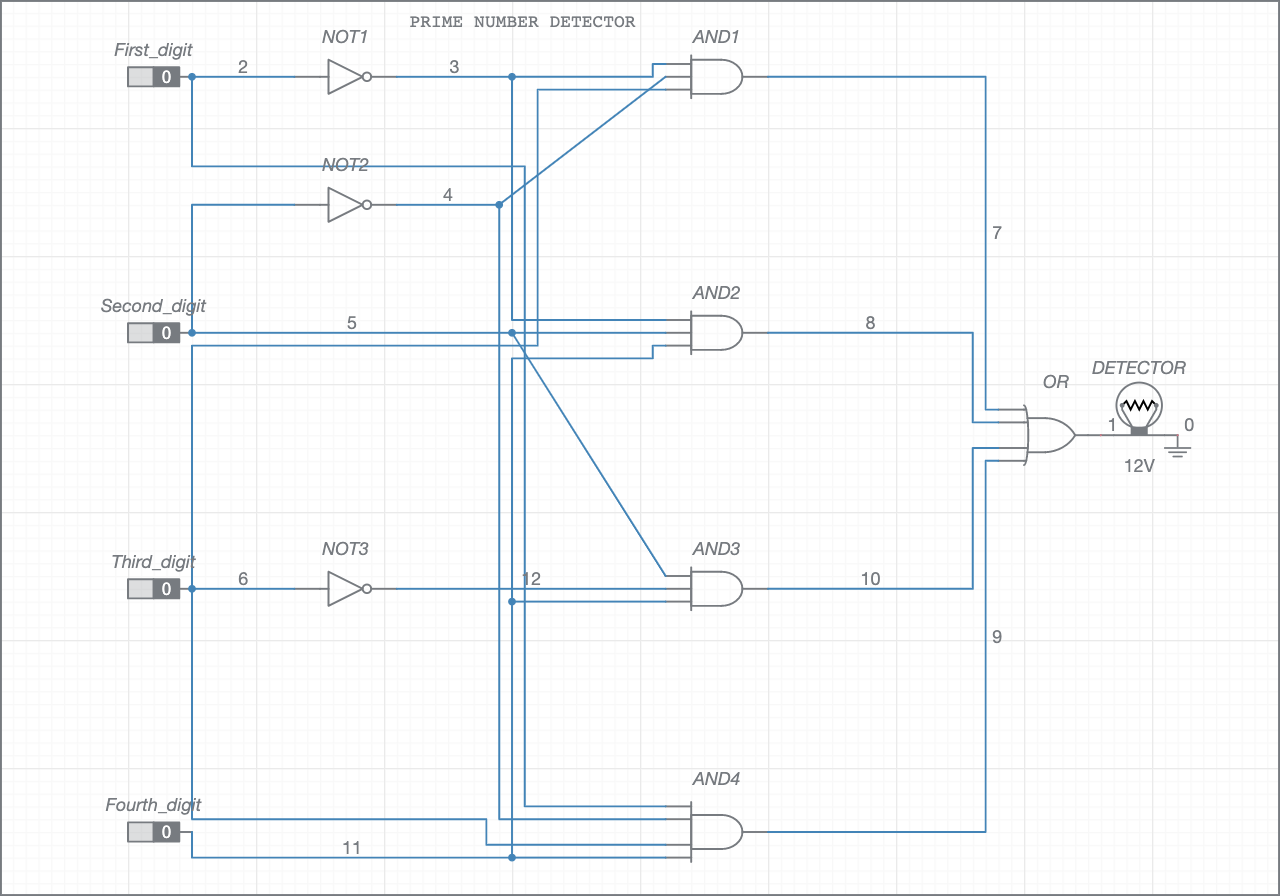 PRIME NUMBER DETECTOR
NOT1
AND1
First_digit
0
2
3
NOT2
4
7
AND2
Second_digit
0
5
8
OR
DETECTOR
1
0
12V
NOT3
AND3
Third_digit
0
6
12
10
9
AND4
Fourth_digit
0
11